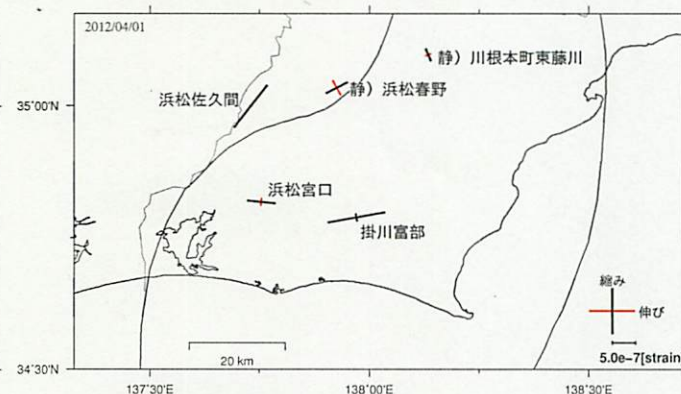 2012/04/01
静）川根本町東藤川
浜松佐久間
静）浜松春野
35°00'N
浜松宮口
掛川富部
縮み
伸び
5.0e-7[strain
20 km
34°30'N
137°30'E
138°00'E
138°30'E